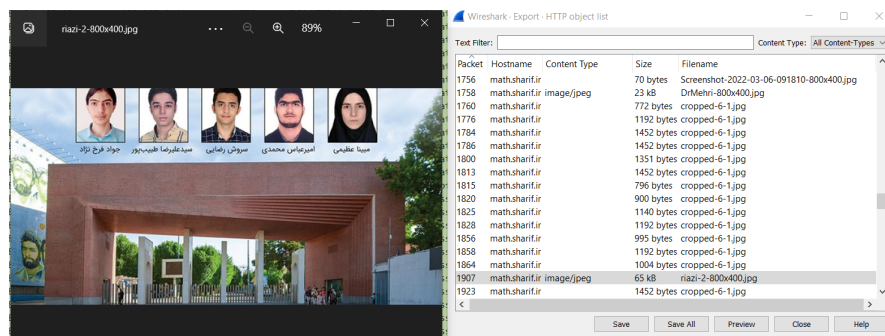 riazi-2-800x400.jpg
89%
جواد فرخ نژاد سیدعلیرضا طبیب‌پور سروش رضایی امیرعباس محمدی مبینا عظیمی
Wireshark · Export · HTTP object list
Text Filter:
Content Type: All Content-Types
Packet Hostname Content Type Size Filename
1756 math.sharif.ir 70 bytes Screenshot-2022-03-06-091810-800x400.jpg
1758 math.sharif.ir image/jpeg 23 kB DrMehri-800x400.jpg
1760 math.sharif.ir 772 bytes cropped-6-1.jpg
1776 math.sharif.ir 1192 bytes cropped-6-1.jpg
1784 math.sharif.ir 1452 bytes cropped-6-1.jpg
1786 math.sharif.ir 1452 bytes cropped-6-1.jpg
1800 math.sharif.ir 1351 bytes cropped-6-1.jpg
1813 math.sharif.ir 1452 bytes cropped-6-1.jpg
1815 math.sharif.ir 796 bytes cropped-6-1.jpg
1820 math.sharif.ir 900 bytes cropped-6-1.jpg
1825 math.sharif.ir 1140 bytes cropped-6-1.jpg
1828 math.sharif.ir 1192 bytes cropped-6-1.jpg
1856 math.sharif.ir 995 bytes cropped-6-1.jpg
1858 math.sharif.ir 1192 bytes cropped-6-1.jpg
1864 math.sharif.ir 1004 bytes cropped-6-1.jpg
1907 math.sharif.ir image/jpeg 65 kB riazi-2-800x400.jpg
1923 math.sharif.ir 1452 bytes cropped-6-1.jpg
Save Save All Preview Close Help